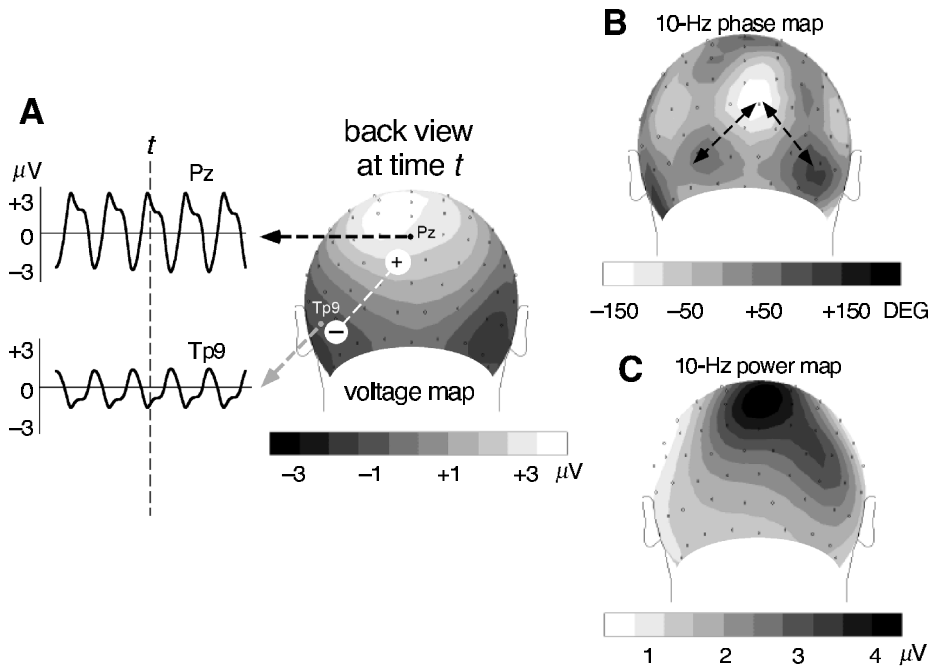 A
μV
+3
0
−3
Pz
t
+3
0
−3
Tp9
back view
at time t
Pz
+
Tp9
−
voltage map
−3 −1 +1 +3 μV
B 10-Hz phase map
−150 −50 +50 +150 DEG
C 10-Hz power map
1 2 3 4 μV